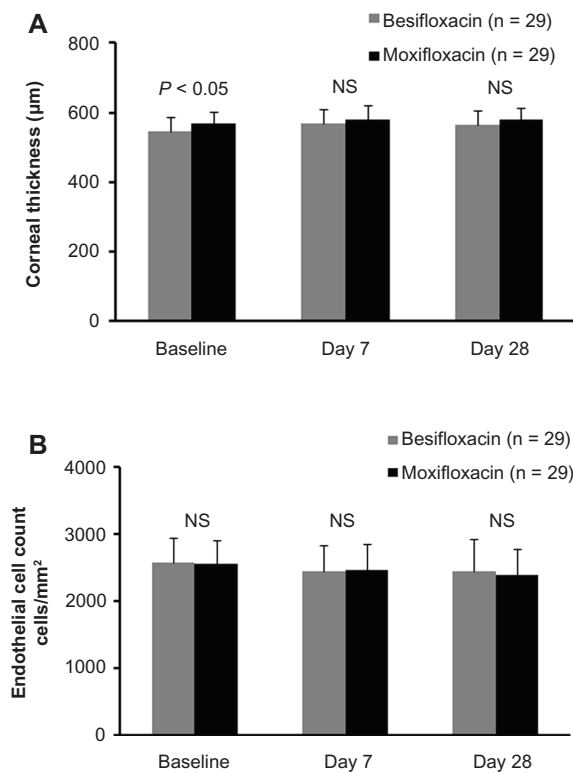 A
Besifloxacin (n = 29)
Moxifloxacin (n = 29)
Corneal thickness (µm)
800
600
400
200
0
P < 0.05
NS
NS
Baseline
Day 7
Day 28
B
Besifloxacin (n = 29)
Moxifloxacin (n = 29)
Endothelial cell count
cells/mm²
4000
3000
2000
1000
0
NS
NS
NS
Baseline
Day 7
Day 28